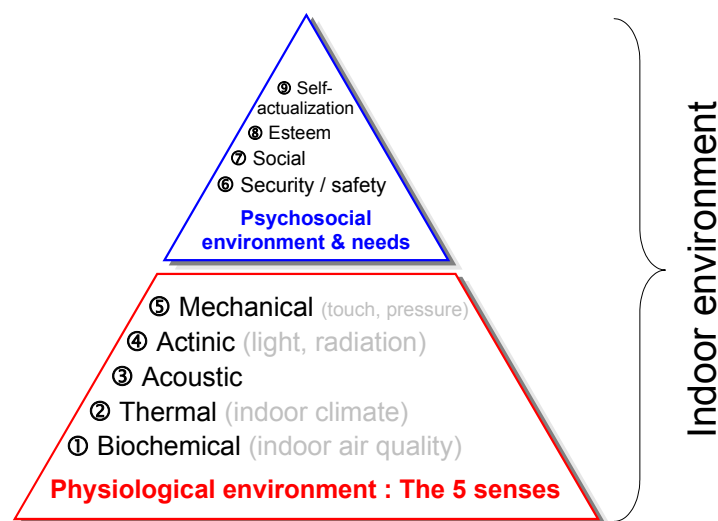 ⑨ Self-
actualization
⑧ Esteem
⑦ Social
⑥ Security / safety
Psychosocial
environment & needs
⑤ Mechanical (touch, pressure)
④ Actinic (light, radiation)
③ Acoustic
② Thermal (indoor climate)
① Biochemical (indoor air quality)
Physiological environment : The 5 senses
Indoor environment